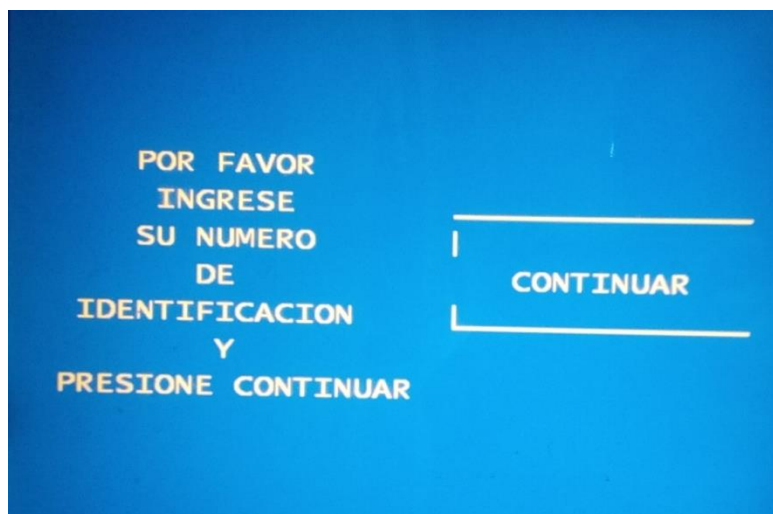 POR FAVOR
INGRESE
SU NUMERO
DE
IDENTIFICACION
Y
PRESIONE CONTINUAR
CONTINUAR